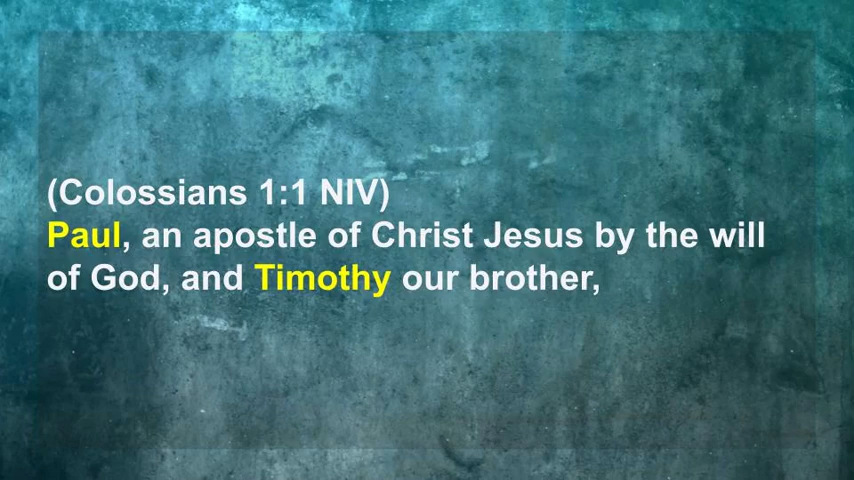 (Colossians 1:1 NIV)
Paul, an apostle of Christ Jesus by the will
of God, and Timothy our brother,